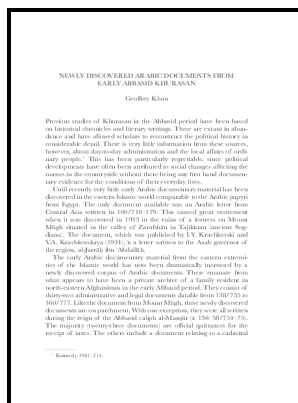 NEWLY DISCOVERED ARABIC DOCUMENTS FROM
EARLY ABBASID KHURASAN
Geoffrey Khan
Previous studies of Khurasan in the Abbasid period have been based
on historical chronicles and literary writings. These are extant in abun-
dance and have allowed scholars to reconstruct the political history in
considerable detail. There is very little information from these sources,
however, about day-to-day administration and the local affairs of ordi-
nary people.¹ This has been particularly regrettable, since political
developments have often been attributed to social changes affecting the
masses in the countryside without there being any first hand documen-
tary evidence for the conditions of their everyday lives.
Until recently very little early Arabic documentary material has been
discovered in the eastern Islamic world comparable to the Arabic papyri
from Egypt. The only document available was an Arabic letter from
Central Asia written in 100/718–719. This caused great excitement
when it was discovered in 1933 in the ruins of a fortress on Mount
Mūgh situated in the valley of Zarafshān in Tajikistan (ancient Sog-
diana). The document, which was published by I.Y. Krachkovski and
V.A. Krachkovskaya (1934), is a letter written to the Arab governor of
the region, al-Jarrāḥ ibn ʿAbdallāh.
The early Arabic documentary material from the eastern extremi-
ties of the Islamic world has now been dramatically increased by a
newly discovered corpus of Arabic documents. These emanate from
what appears to have been a private archive of a family resident in
north-eastern Afghanistan in the early Abbasid period. They consist of
thirty-two administrative and legal documents datable from 138/755 to
160/777. Like the document from Mount Mūgh, these newly discovered
documents are on parchment. With one exception, they were all written
during the reign of the Abbasid caliph al-Manṣūr (r. 136–58/754–75).
The majority (twenty-three documents) are official quittances for the
receipt of taxes. The others include a document relating to a cadastral
¹ Kennedy 1981: 214.